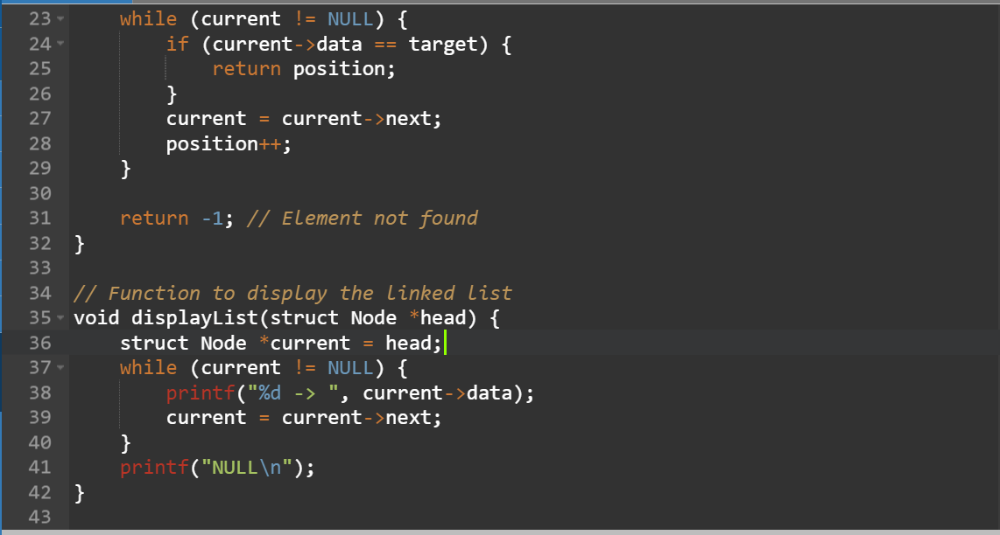 23 while (current != NULL) {
24 if (current->data == target) {
25 return position;
26 }
27 current = current->next;
28 position++;
29 }
30
31 return -1; // Element not found
32 }
33
34 // Function to display the linked list
35 void displayList(struct Node *head) {
36 struct Node *current = head;
37 while (current != NULL) {
38 printf("%d -> ", current->data);
39 current = current->next;
40 }
41 printf("NULL\n");
42 }
43